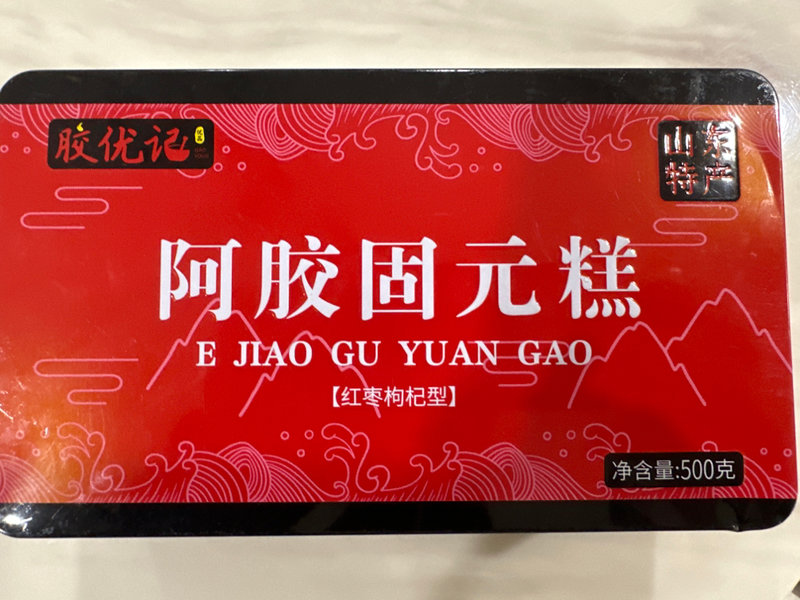 胶优记
山东
特产
阿胶固元糕
E JIAO GU YUAN GAO
【红枣枸杞型】
净含量:500克